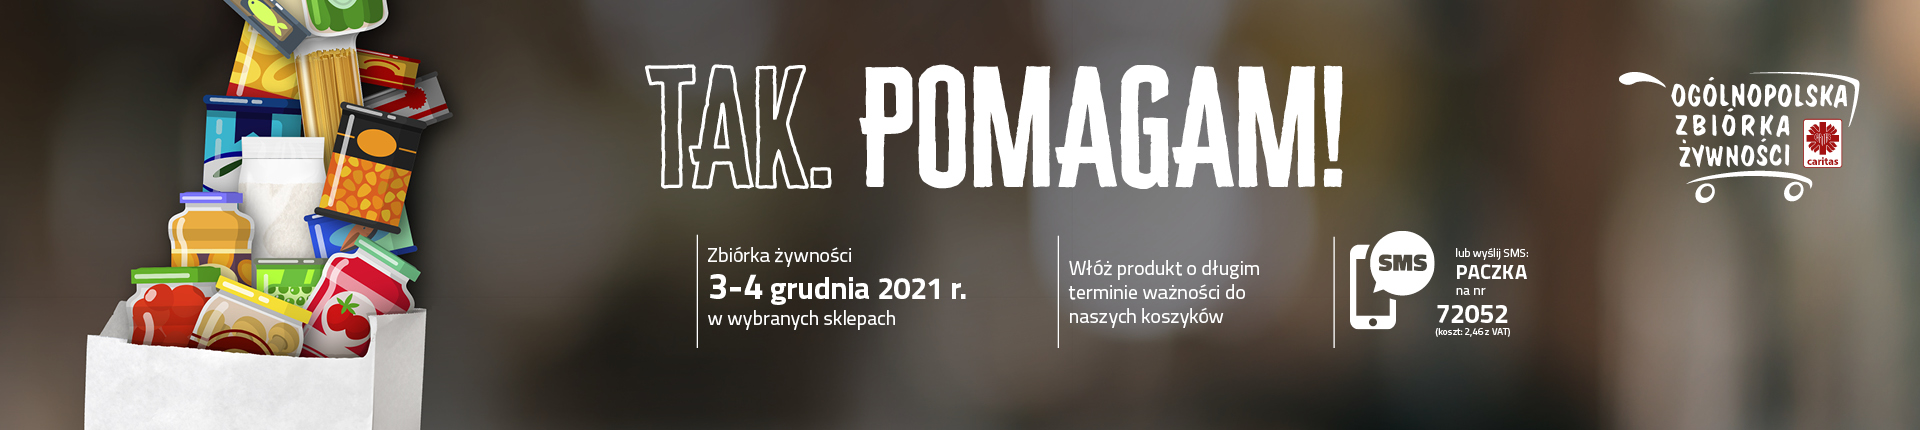 TAK. POMAGAM!
Zbiórka żywności
3-4 grudnia 2021 r.
w wybranych sklepach
Włóż produkt o długim
terminie ważności do
naszych koszyków
SMS
lub wyślij SMS:
PACZKA
na nr
72052
(koszt: 2,46 z VAT)
OGÓLNOPOLSKA
ZBIÓRKA
ŻYWNOŚCI
caritas